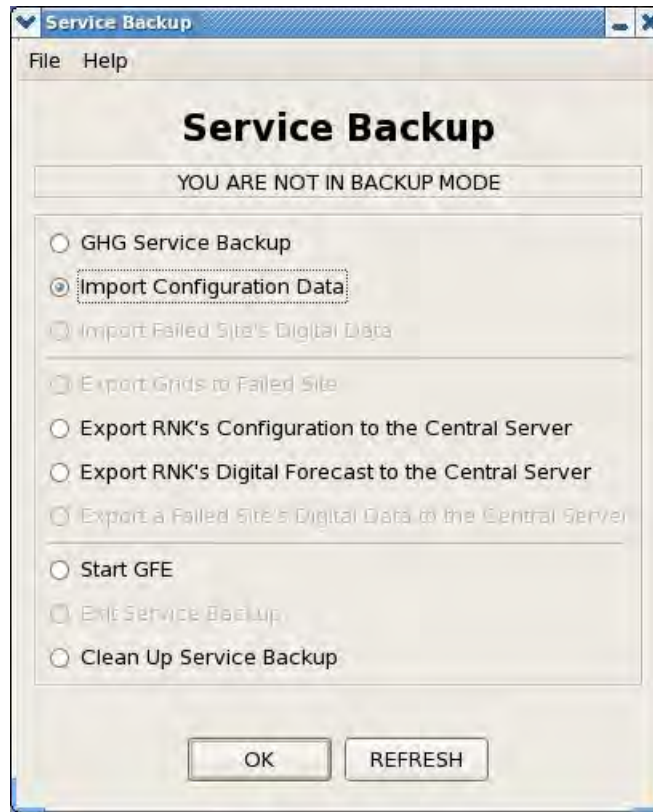 Service Backup
File Help
Service Backup
YOU ARE NOT IN BACKUP MODE
GHG Service Backup
Import Configuration Data
Import Failed Site's Digital Data
Export Grids to Failed Site
Export RNK's Configuration to the Central Server
Export RNK's Digital Forecast to the Central Server
Export a Failed Site's Digital Data to the Central Server
Start GFE
Exit Service Backup
Clean Up Service Backup
OK REFRESH